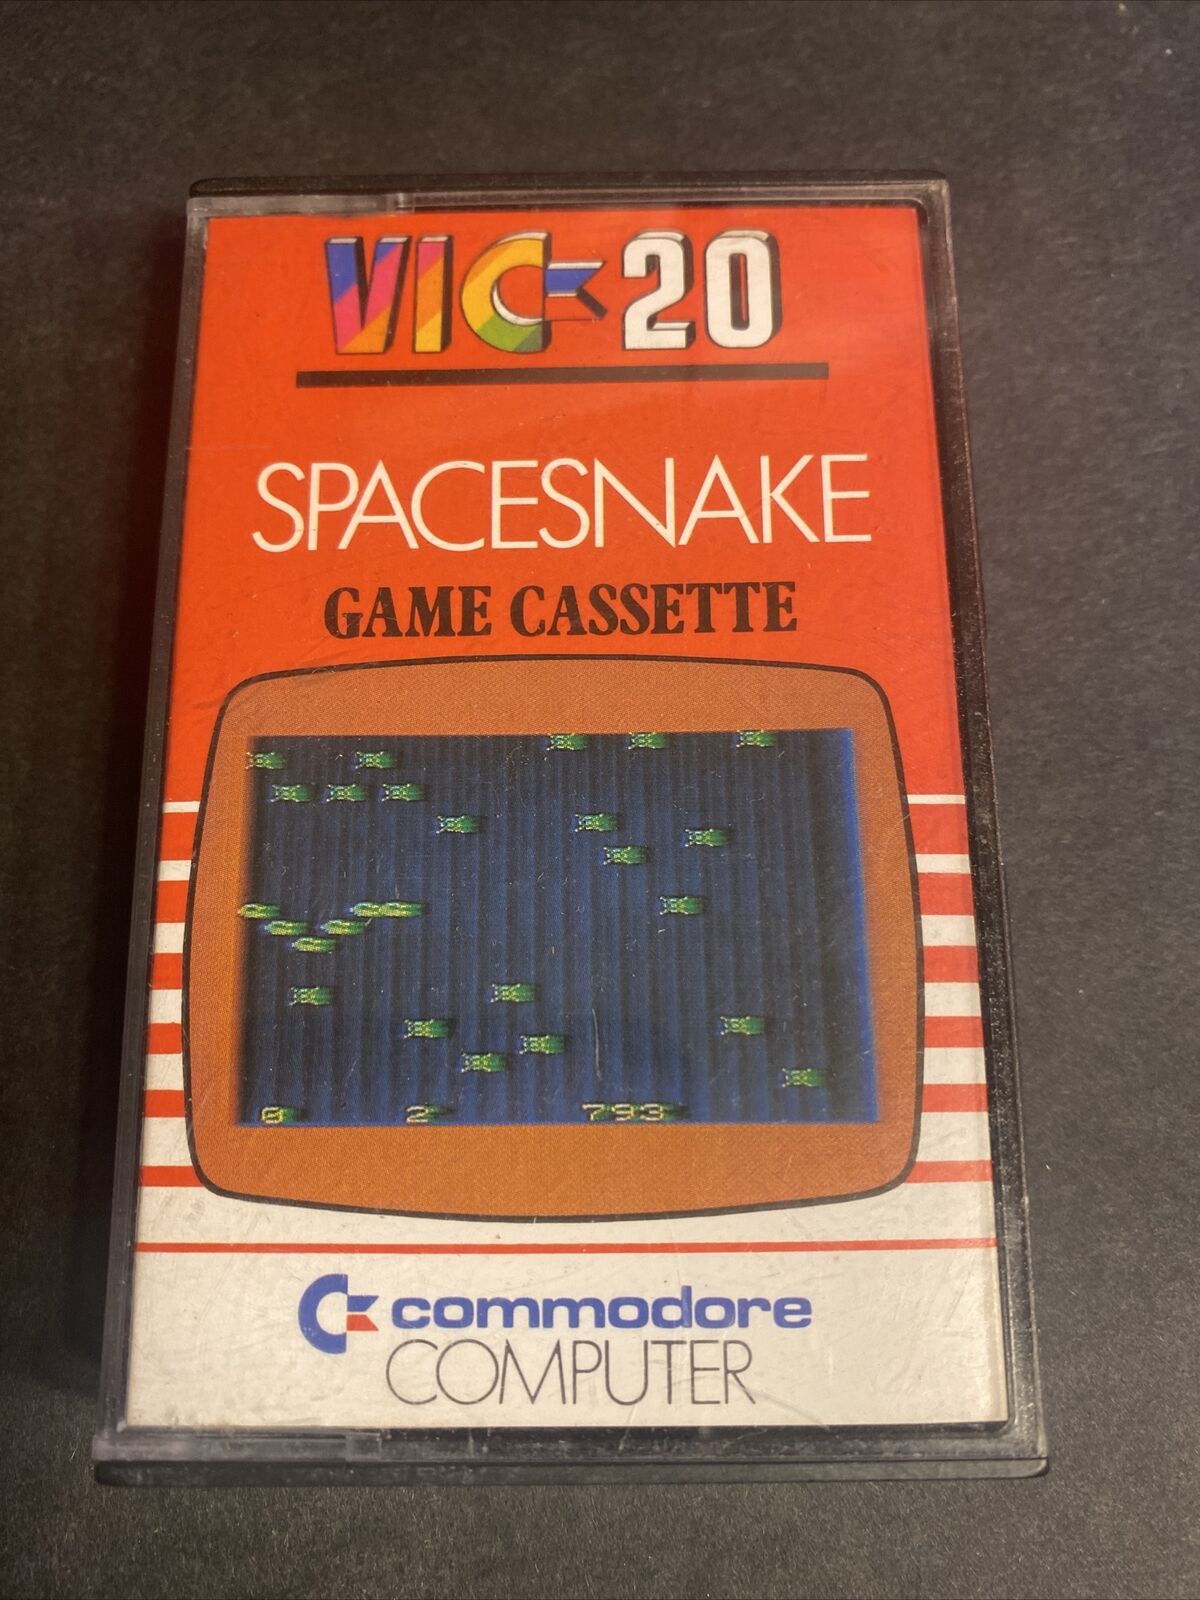 VIC-20
SPACESNAKE
GAME CASSETTE
0 2 793
commodore
COMPUTER